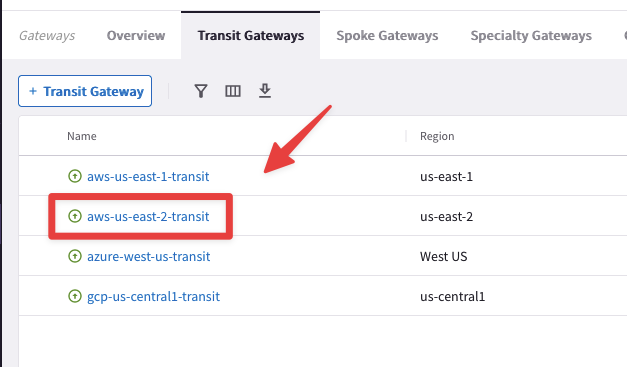 Gateways Overview Transit Gateways Spoke Gateways Specialty Gateways
+ Transit Gateway
Name Region
aws-us-east-1-transit us-east-1
aws-us-east-2-transit us-east-2
azure-west-us-transit West US
gcp-us-central1-transit us-central1